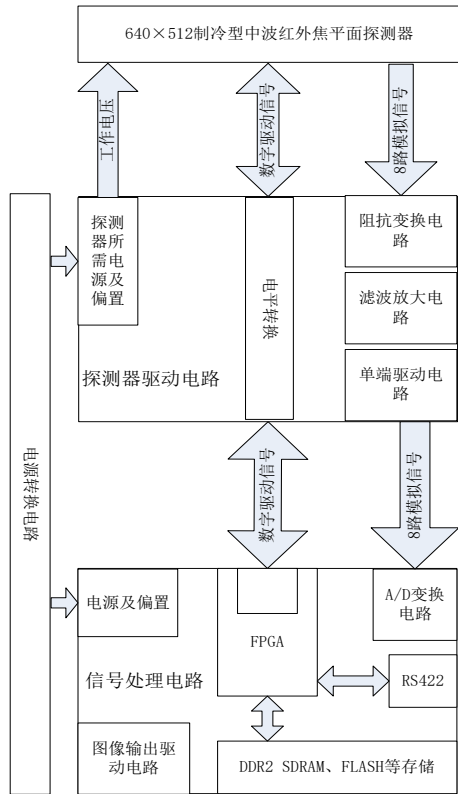 640×512制冷型中波红外焦平面探测器
工作电压
数字驱动信号
8路模拟信号
探测
器所
需电
源及
偏置
电平转换
阻抗变换电
路
滤波放大电
路
单端驱动电
路
探测器驱动电路
电源转换电路
数字驱动信号
8路模拟信号
电源及偏置
FPGA
A/D变换
电路
信号处理电路
RS422
图像输出驱
动电路
DDR2 SDRAM、FLASH等存储